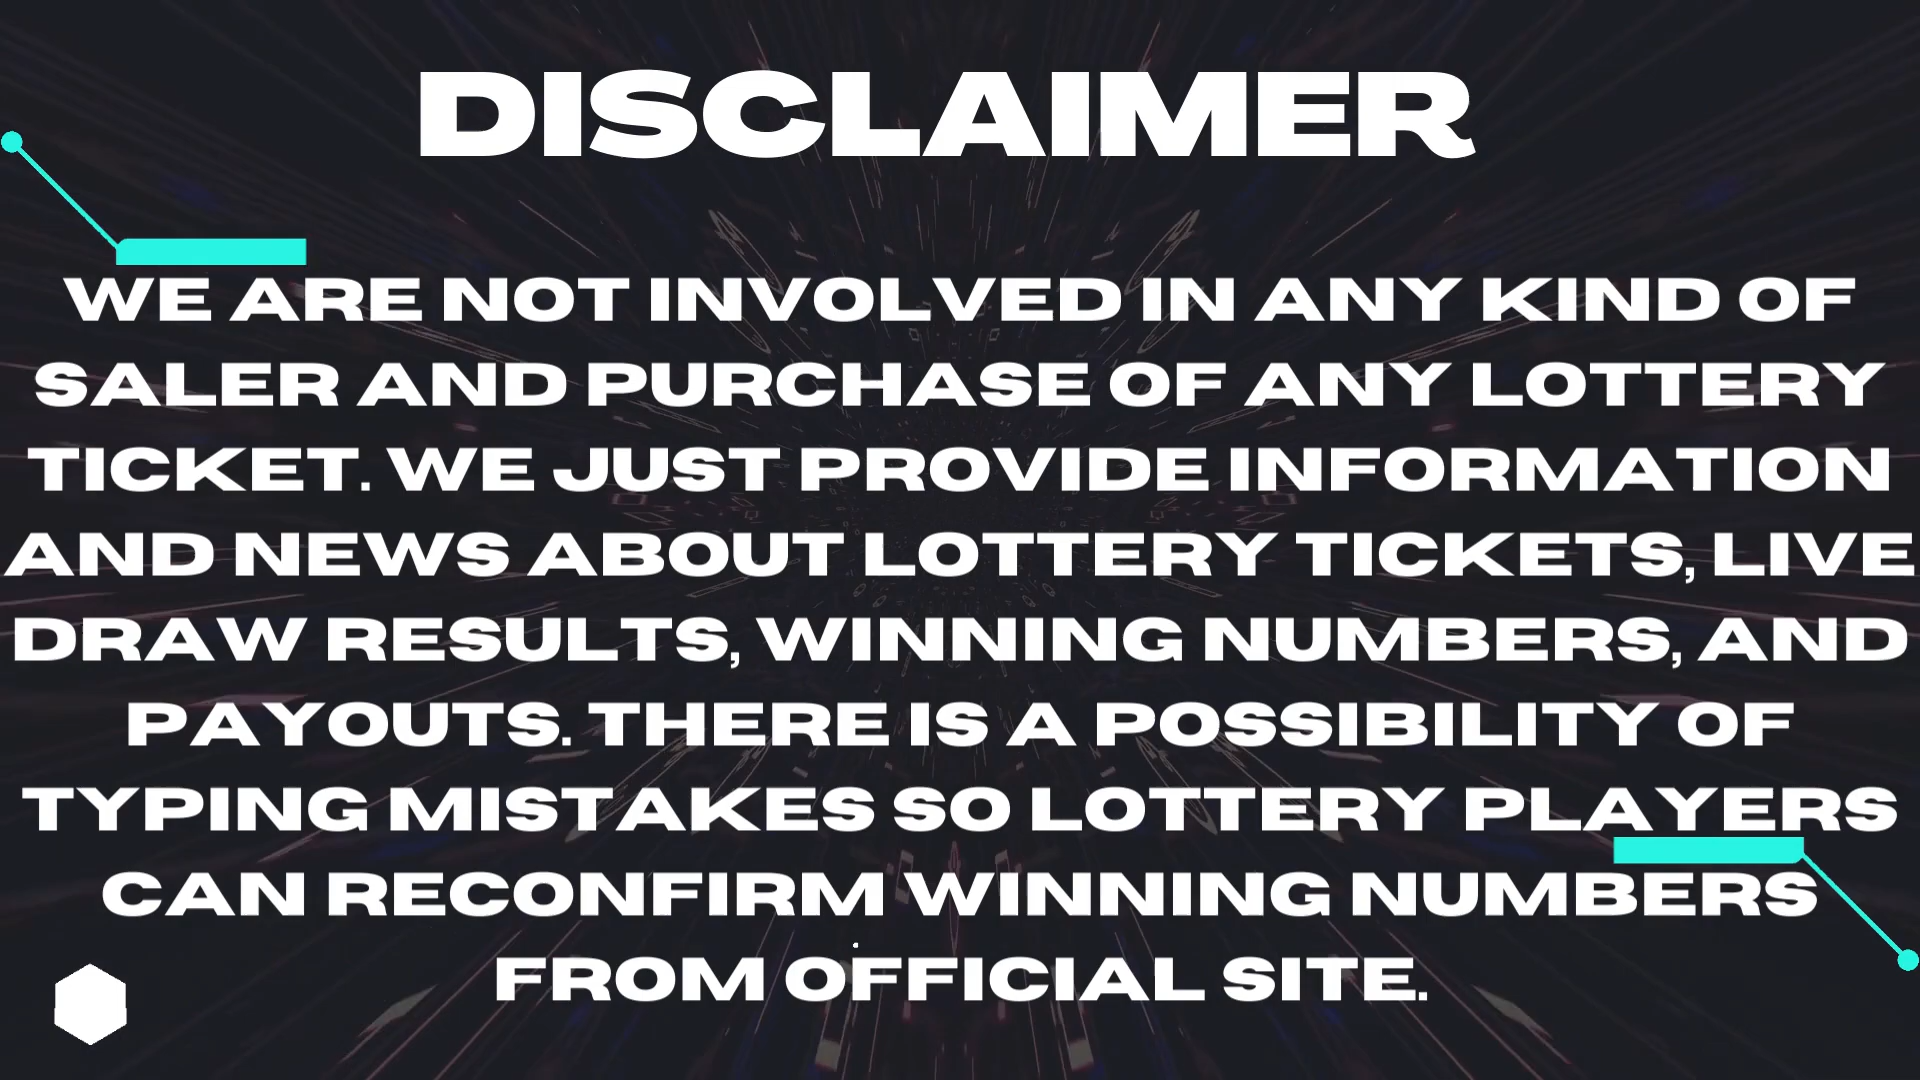 DISCLAIMER
WE ARE NOT INVOLVED IN ANY KIND OF
SALER AND PURCHASE OF ANY LOTTERY
TICKET. WE JUST PROVIDE INFORMATION
AND NEWS ABOUT LOTTERY TICKETS, LIVE
DRAW RESULTS, WINNING NUMBERS, AND
PAYOUTS. THERE IS A POSSIBILITY OF
TYPING MISTAKES SO LOTTERY PLAYERS
CAN RECONFIRM WINNING NUMBERS
FROM OFFICIAL SITE.